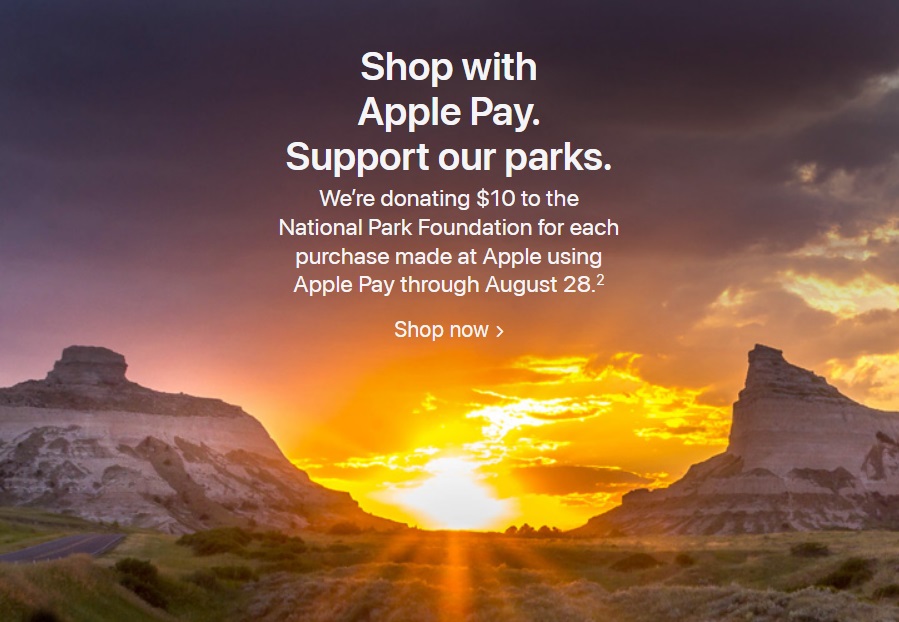 Shop with
Apple Pay.
Support our parks.
We’re donating $10 to the
National Park Foundation for each
purchase made at Apple using
Apple Pay through August 28.²
Shop now ›